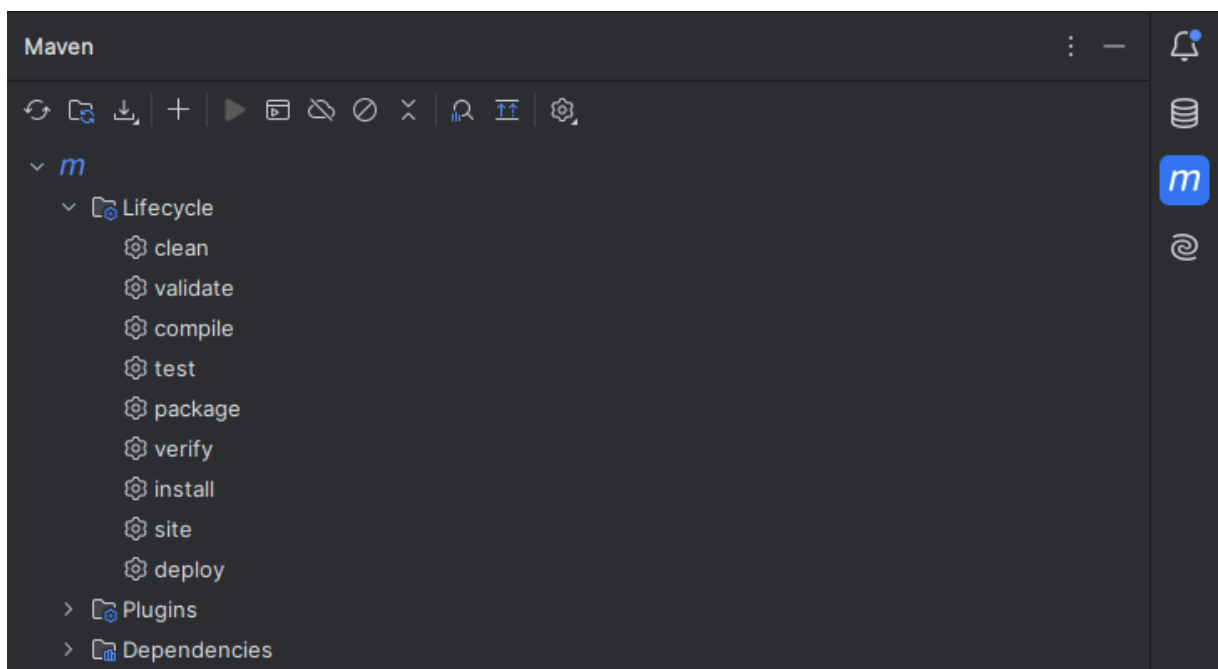 Maven
m
Lifecycle
clean
validate
compile
test
package
verify
install
site
deploy
Plugins
Dependencies
m